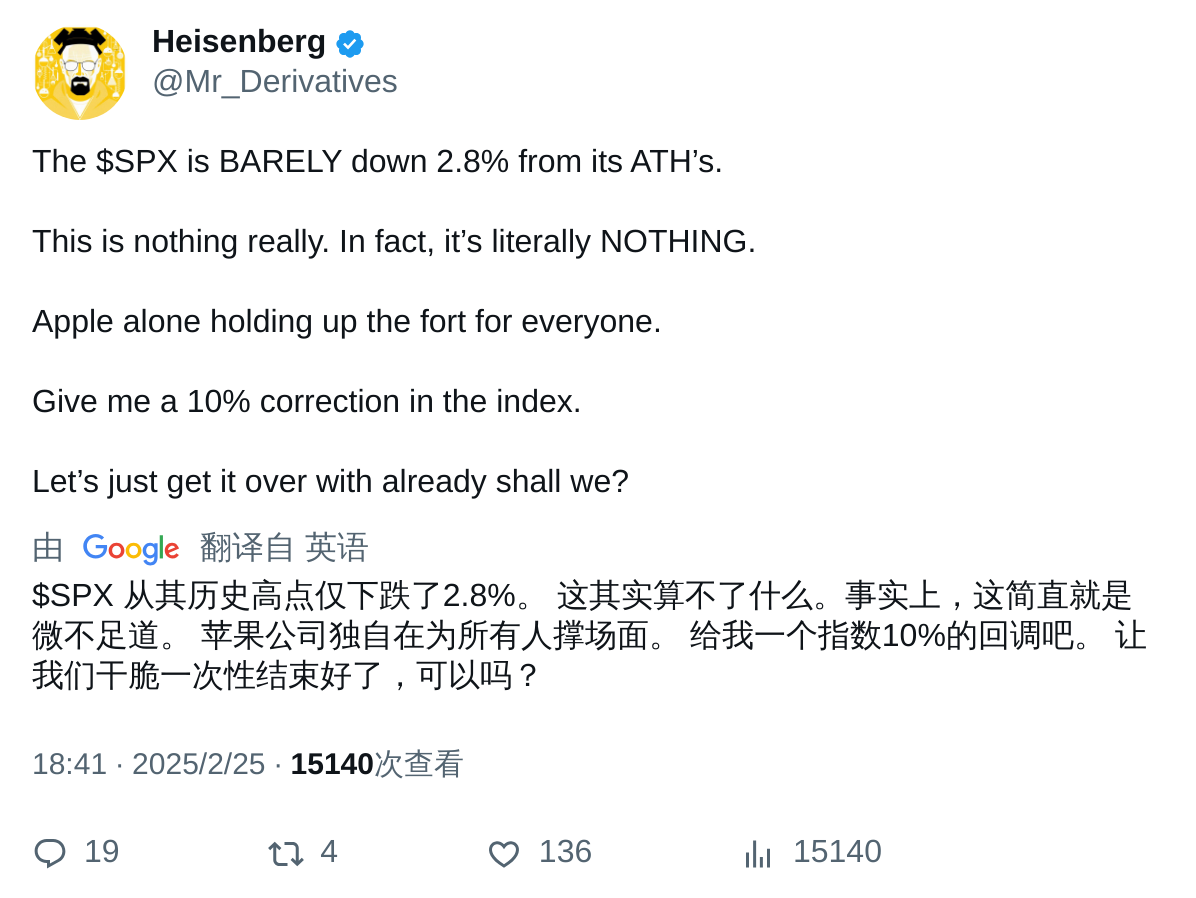 Heisenberg
@Mr_Derivatives
The $SPX is BARELY down 2.8% from its ATH’s.
This is nothing really. In fact, it’s literally NOTHING.
Apple alone holding up the fort for everyone.
Give me a 10% correction in the index.
Let’s just get it over with already shall we?
由 Google 翻译自 英语
$SPX 从其历史高点仅下跌了2.8%。 这其实算不了什么。事实上，这简直就是
微不足道。 苹果公司独自在为所有人撑场面。 给我一个指数10%的回调吧。 让
我们干脆一次性结束好了，可以吗？
18:41 · 2025/2/25 · 15140次查看
19 4 136 15140